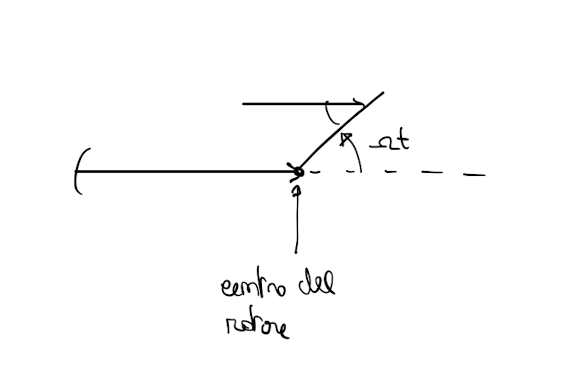 Ωt
centro del
rotore